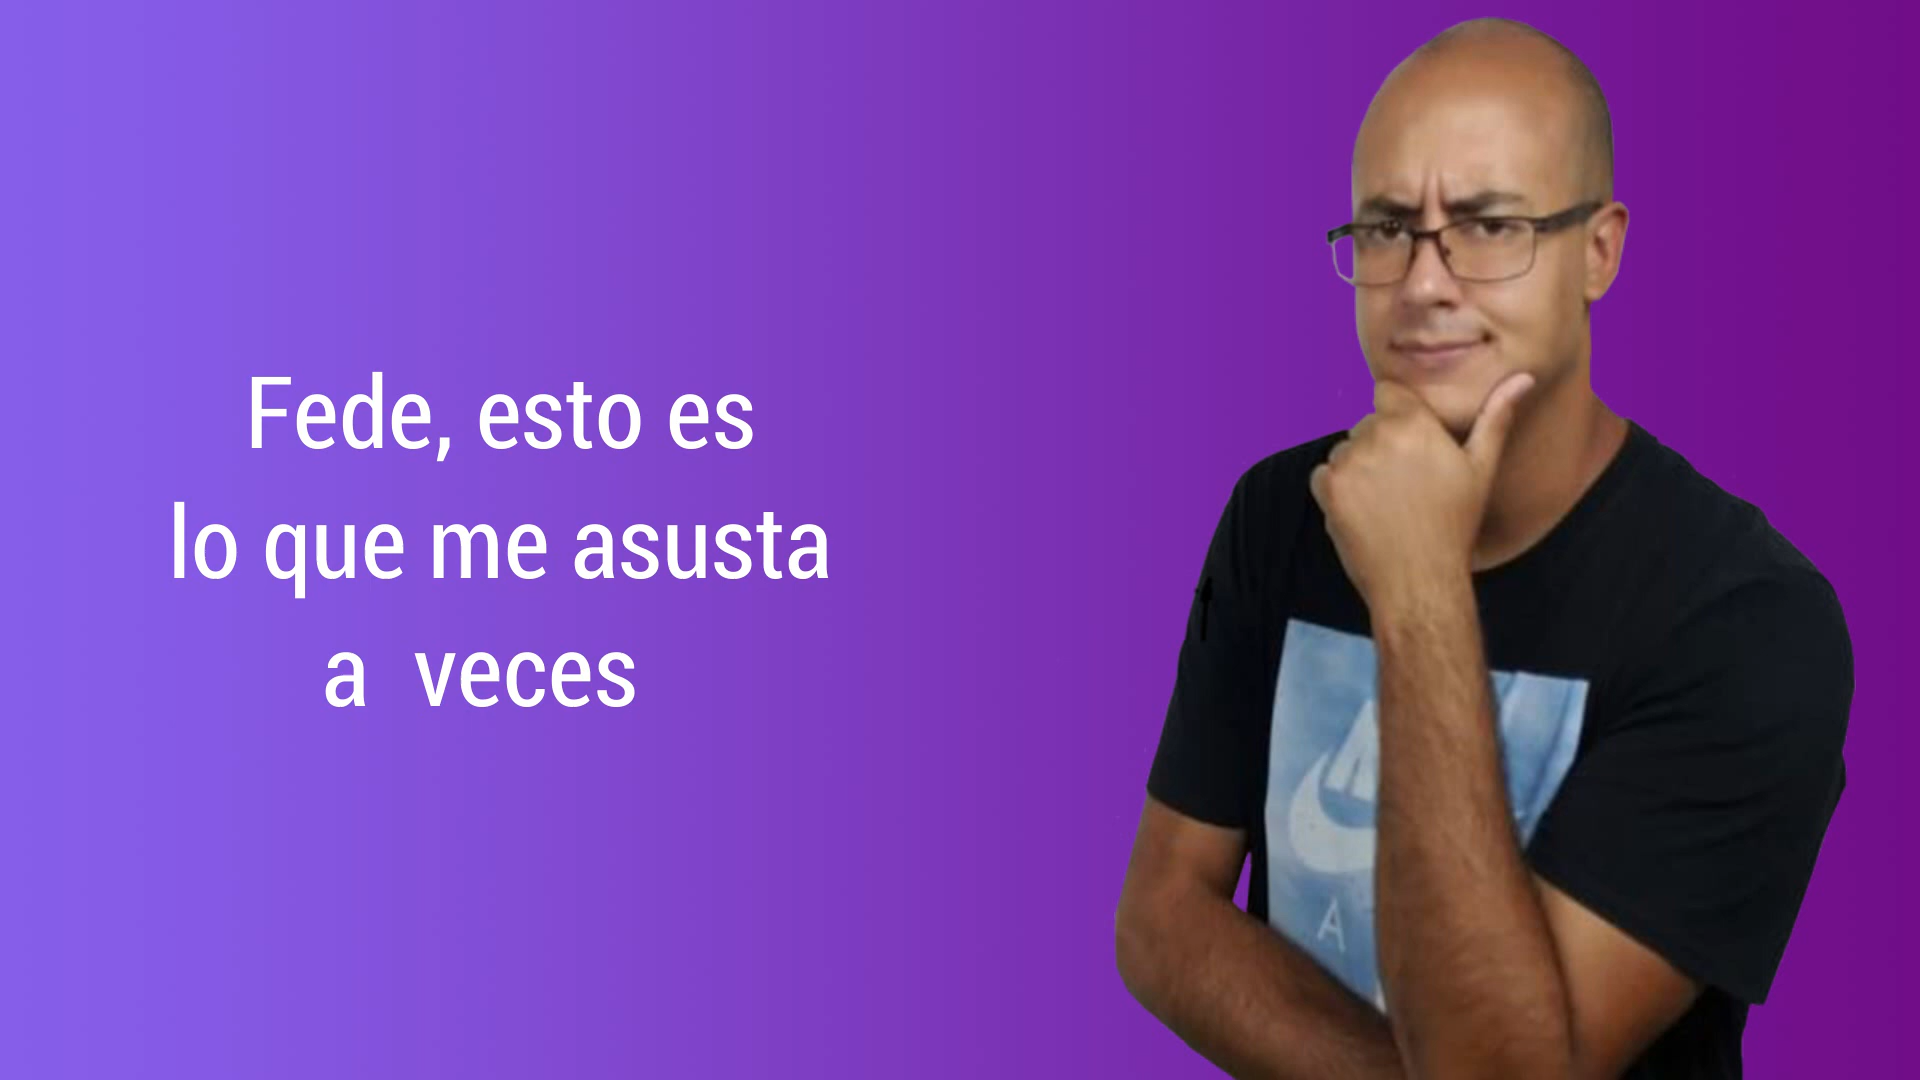 Fede, esto es
lo que me asusta
a veces
A